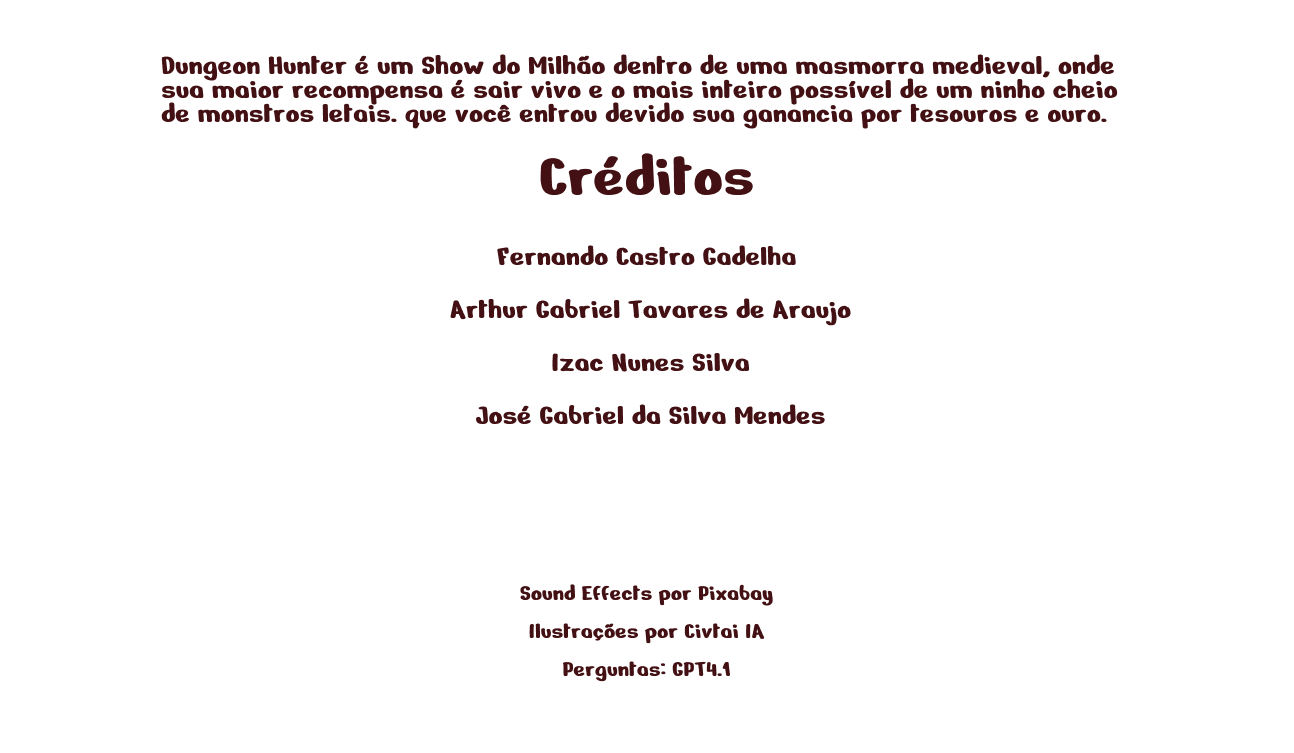 Dungeon Hunter é um Show do Milhão dentro de uma masmorra medieval, onde
sua maior recompensa é sair vivo e o mais inteiro possível de um ninho cheio
de monstros letais. que você entrou devido sua ganancia por tesouros e ouro.
Créditos
Fernando Castro Gadelha
Arthur Gabriel Tavares de Araujo
Izac Nunes Silva
José Gabriel da Silva Mendes
Sound Effects por Pixabay
Ilustrações por Civtai IA
Perguntas: GPT4.1